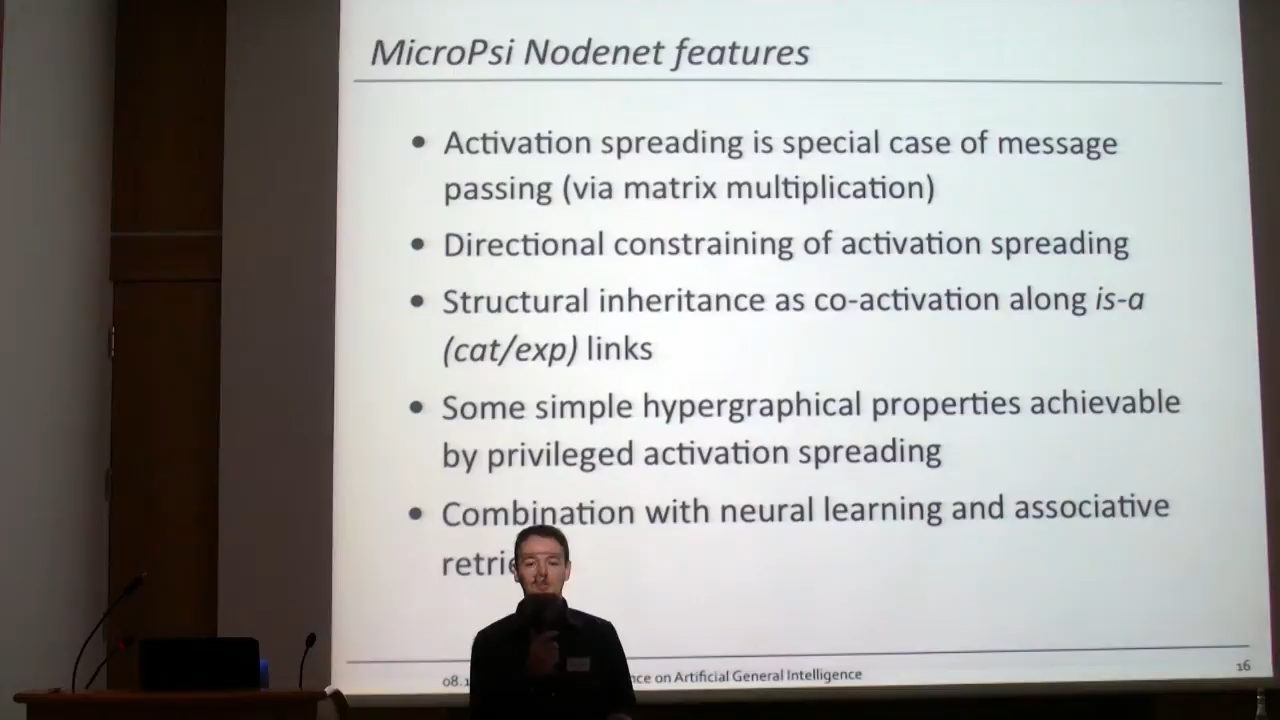 MicroPsi Nodenet features
• Activation spreading is special case of message
passing (via matrix multiplication)
• Directional constraining of activation spreading
• Structural inheritance as co-activation along is-a
(cat/exp) links
• Some simple hypergraphical properties achievable
by privileged activation spreading
• Combination with neural learning and associative
on Artificial General Intelligence
16